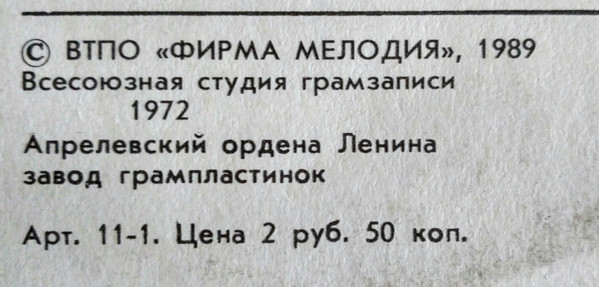 © ВТПО «ФИРМА МЕЛОДИЯ», 1989
Всесоюзная студия грамзаписи
1972
Апрелевский ордена Ленина
завод грампластинок
Арт. 11-1. Цена 2 руб. 50 коп.